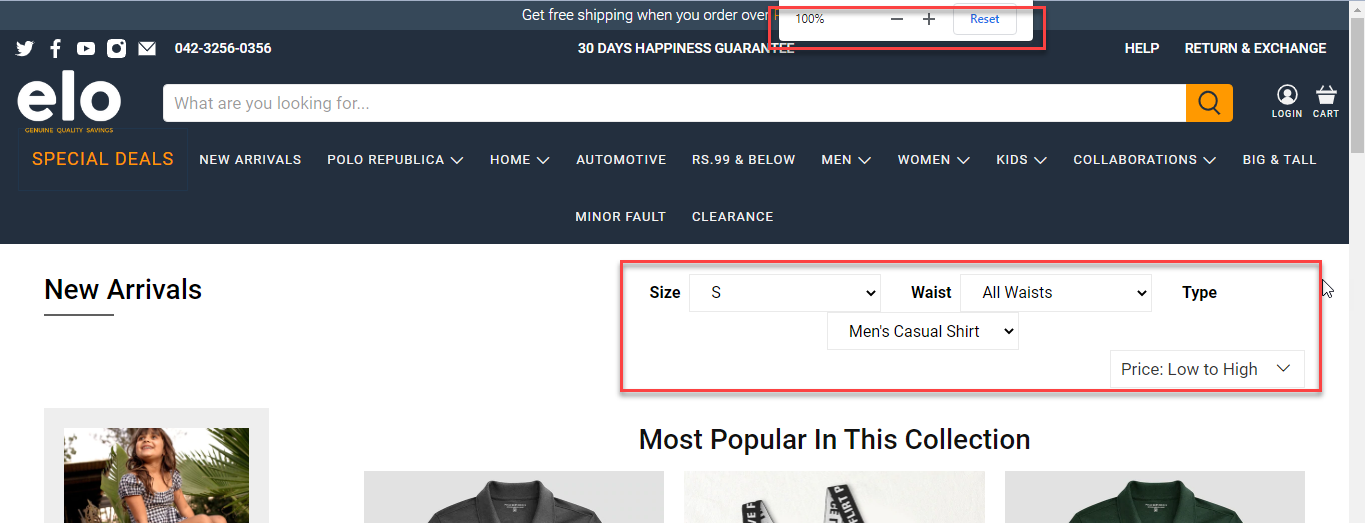 Get free shipping when you order over
100%
Reset
042-3256-0356
30 DAYS HAPPINESS GUARANTEE
HELP
RETURN & EXCHANGE
elo
GENUINE QUALITY SAVINGS
What are you looking for...
LOGIN
CART
SPECIAL DEALS
NEW ARRIVALS
POLO REPUBLICA
HOME
AUTOMOTIVE
RS.99 & BELOW
MEN
WOMEN
KIDS
COLLABORATIONS
BIG & TALL
MINOR FAULT
CLEARANCE
New Arrivals
Size
S
Waist
All Waists
Type
Men's Casual Shirt
Price: Low to High
Most Popular In This Collection